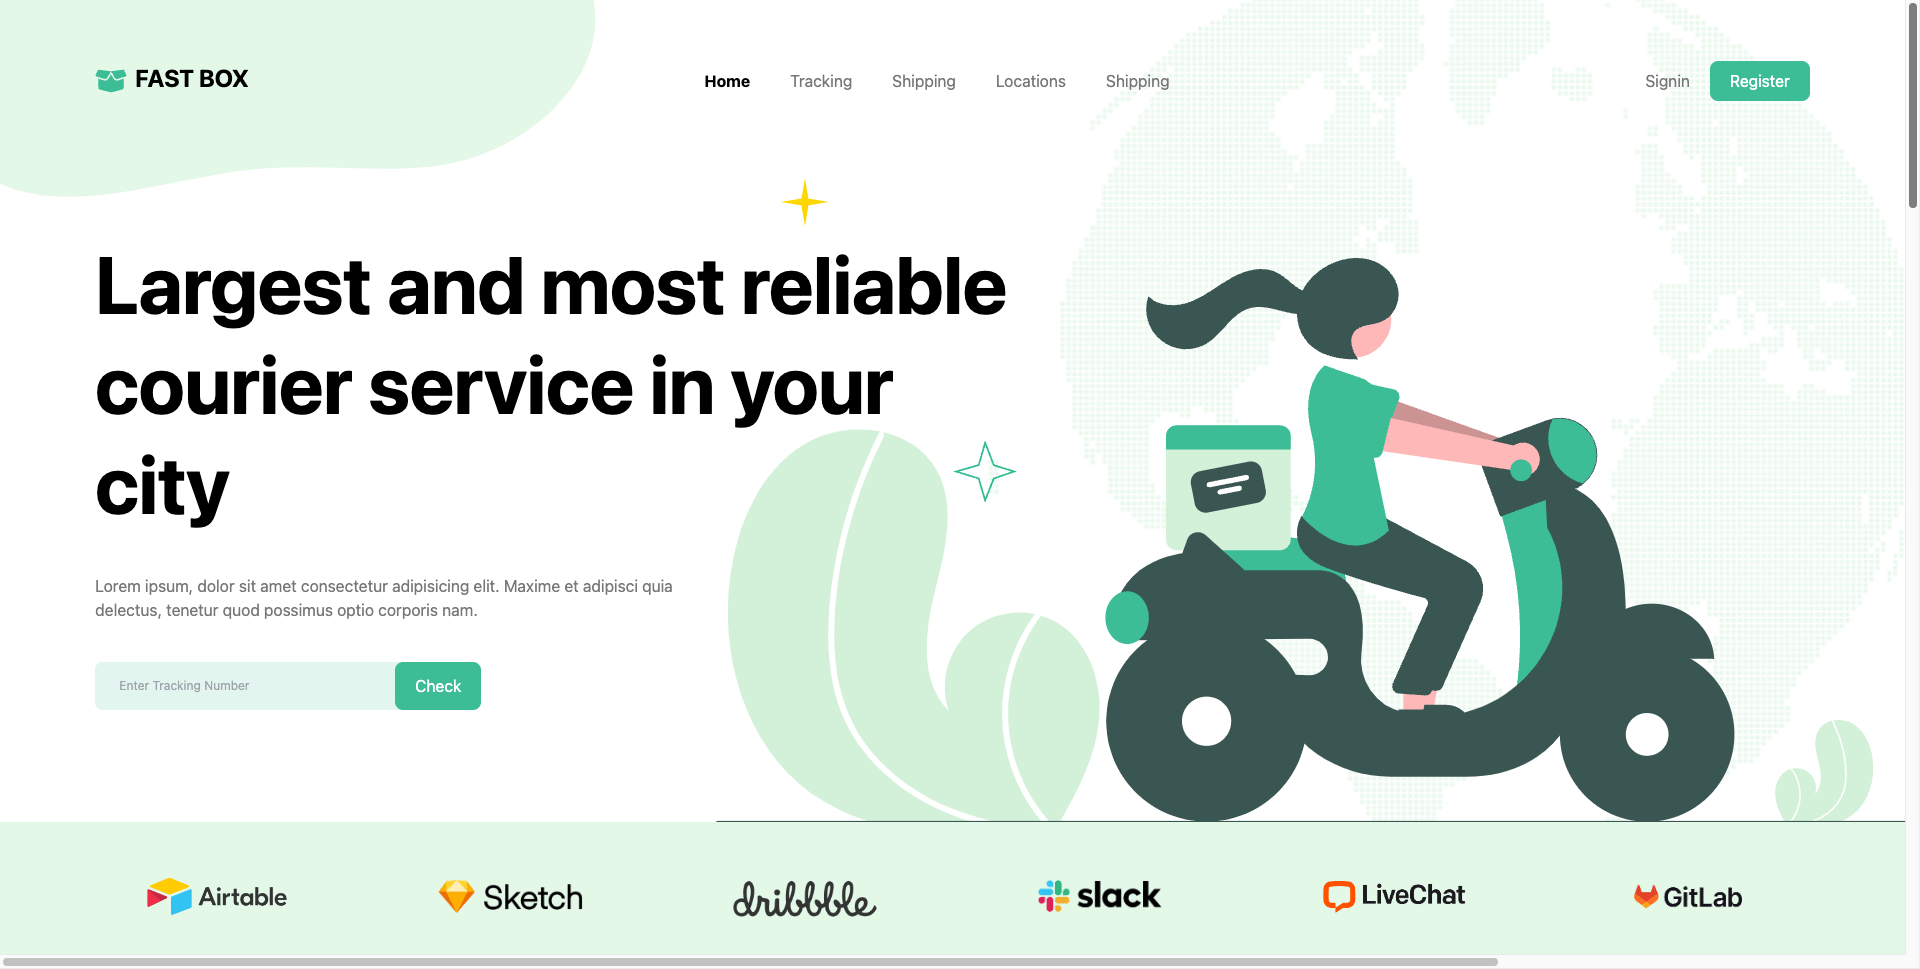 FAST BOX
Home Tracking Shipping Locations Shipping
Signin Register
Largest and most reliable
courier service in your
city
Lorem ipsum, dolor sit amet consectetur adipisicing elit. Maxime et adipisci quia
delectus, tenetur quod possimus optio corporis nam.
Enter Tracking Number Check
Airtable Sketch dribbble slack LiveChat GitLab